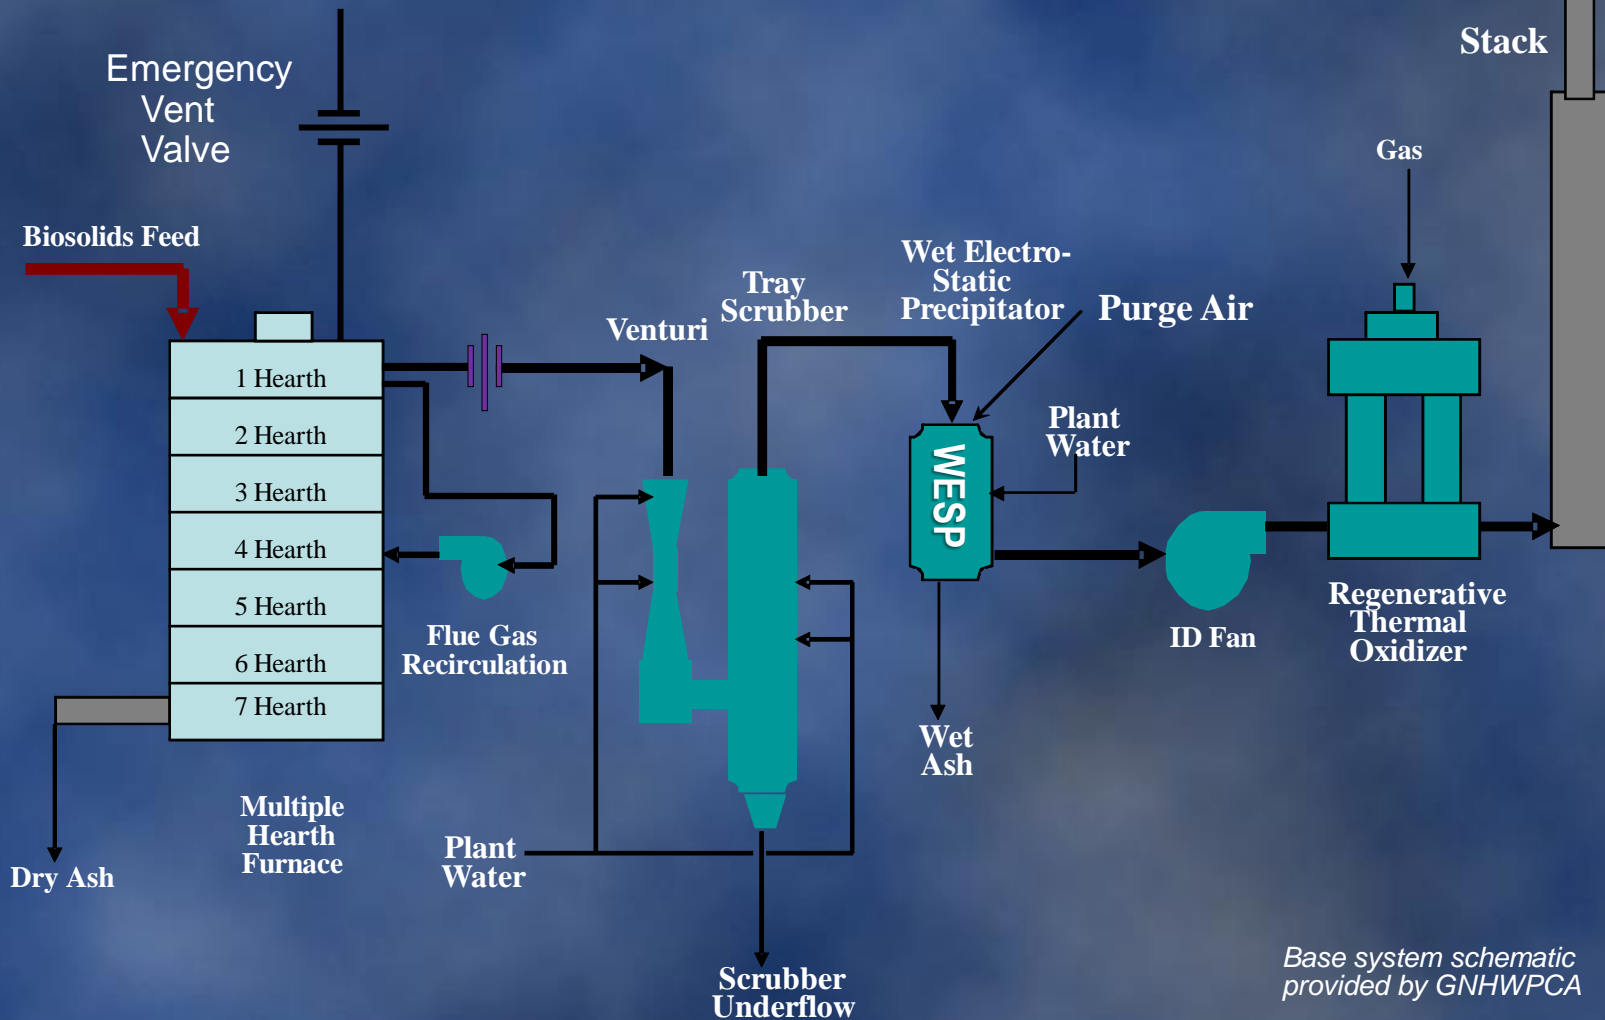 Stack
Emergency
Vent
Valve
Gas
Biosolids Feed
Wet Electro-
Static
Precipitator
Tray
Scrubber
Purge Air
Venturi
1 Hearth
2 Hearth
3 Hearth
4 Hearth
5 Hearth
6 Hearth
7 Hearth
Plant
Water
WESP
Flue Gas
Recirculation
ID Fan
Regenerative
Thermal
Oxidizer
Wet
Ash
Multiple
Hearth
Furnace
Plant
Water
Dry Ash
Scrubber
Underflow
Base system schematic
provided by GNHWPCA